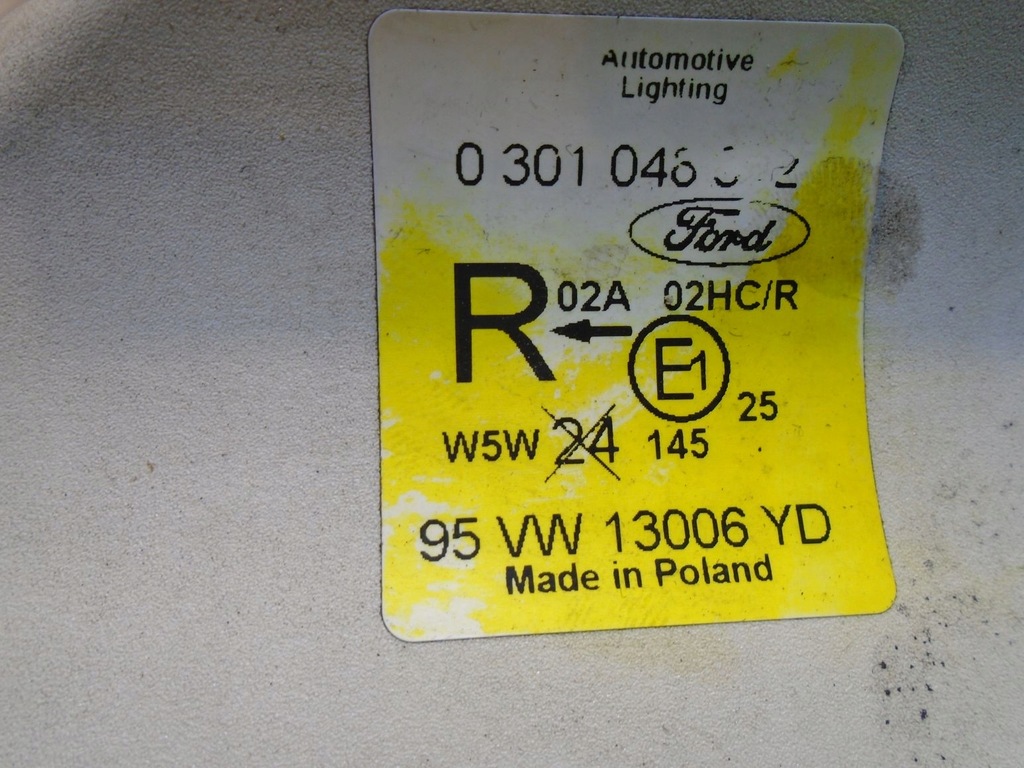 Automotive
Lighting
0 301 048
Ford
R 02A 02HC/R
E1
25
W5W 24 145
95 VW 13006 YD
Made in Poland